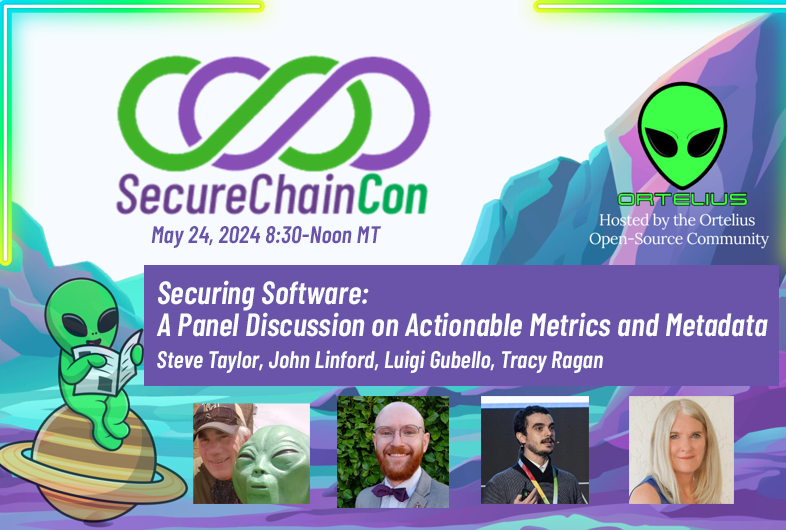 SecureChainCon
May 24, 2024 8:30-Noon MT
ORTELIUS
Hosted by the Ortelius
Open-Source Community
Securing Software:
A Panel Discussion on Actionable Metrics and Metadata
Steve Taylor, John Linford, Luigi Gubello, Tracy Ragan